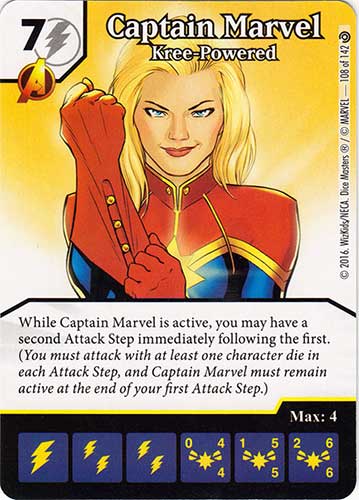 7
Captain Marvel
Kree-Powered
© 2016. WizKids/NECA. Dice Masters ® / © MARVEL — 108 of 142
While Captain Marvel is active, you may have a
second Attack Step immediately following the first.
(You must attack with at least one character die in
each Attack Step, and Captain Marvel must remain
active at the end of your first Attack Step.)
Max: 4
0 4 4
1 5 5
2 6 6